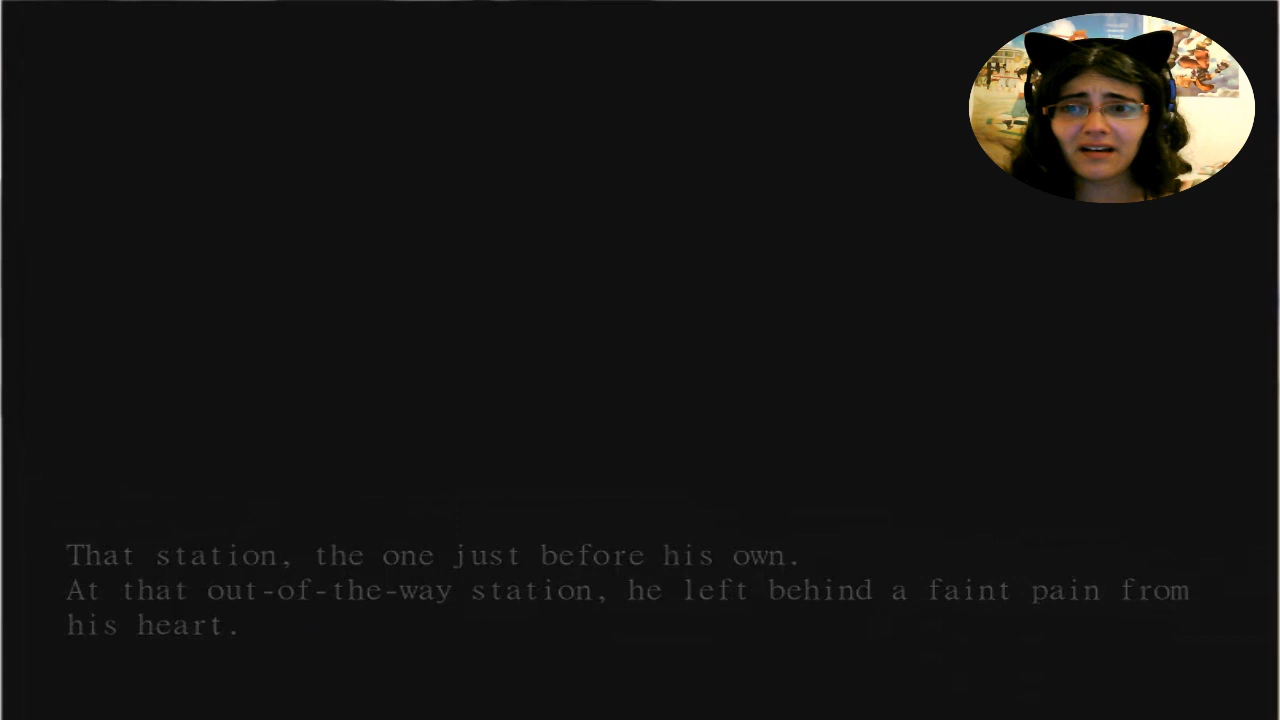 That station, the one just before his own.
At that out-of-the-way station, he left behind a faint pain from
his heart.